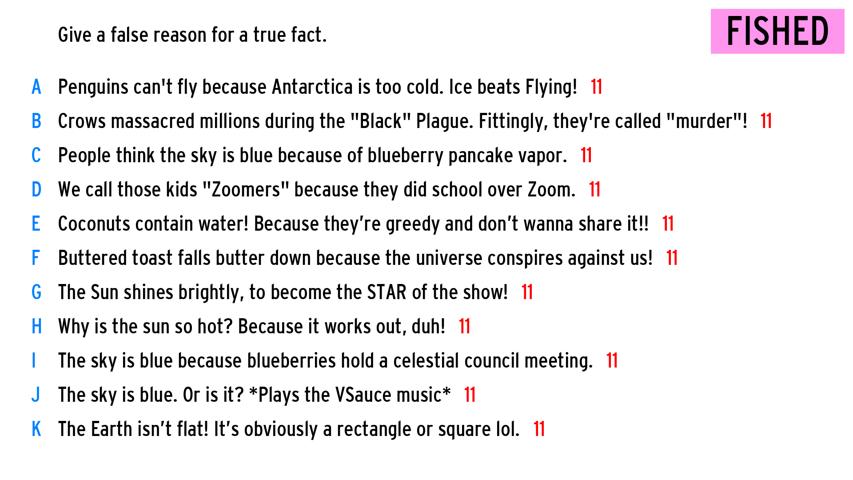 Give a false reason for a true fact.
FISHED
A Penguins can't fly because Antarctica is too cold. Ice beats Flying! 11
B Crows massacred millions during the "Black" Plague. Fittingly, they're called "murder"! 11
C People think the sky is blue because of blueberry pancake vapor. 11
D We call those kids "Zoomers" because they did school over Zoom. 11
E Coconuts contain water! Because they’re greedy and don’t wanna share it!! 11
F Buttered toast falls butter down because the universe conspires against us! 11
G The Sun shines brightly, to become the STAR of the show! 11
H Why is the sun so hot? Because it works out, duh! 11
I The sky is blue because blueberries hold a celestial council meeting. 11
J The sky is blue. Or is it? *Plays the VSauce music* 11
K The Earth isn’t flat! It’s obviously a rectangle or square lol. 11